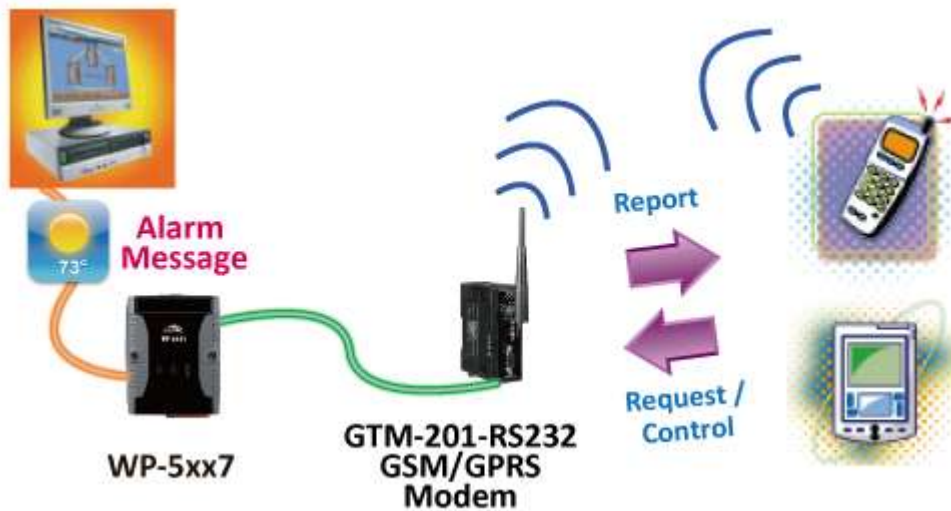 73°
Alarm
Message
Report
Request /
Control
WP-5xx7
GTM-201-RS232
GSM/GPRS
Modem